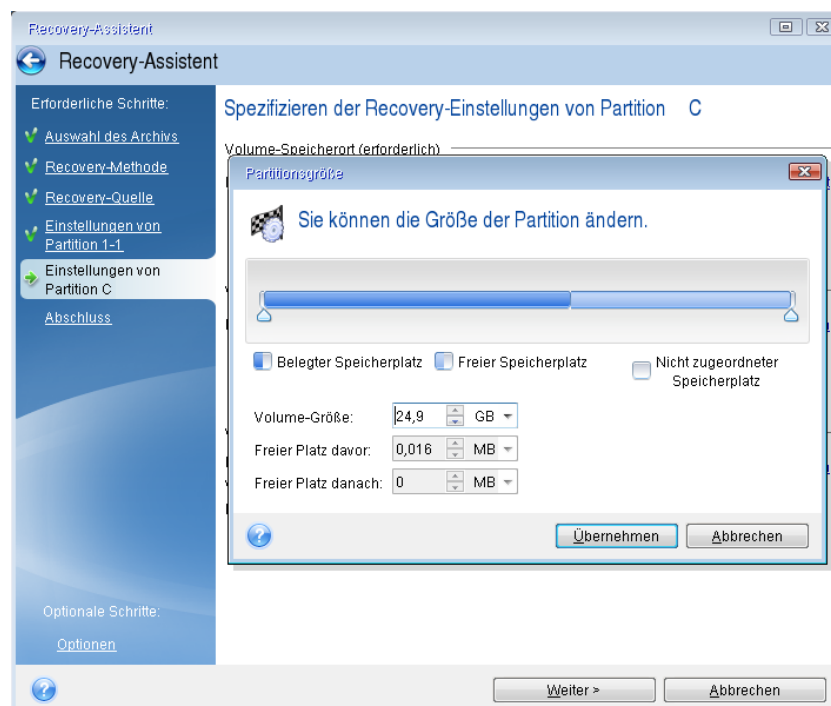 Recovery-Assistent
Recovery-Assistent
Erforderliche Schritte:
Auswahl des Archivs
Recovery-Methode
Recovery-Quelle
Einstellungen von
Partition 1-1
Einstellungen von
Partition C
Abschluss
Optionale Schritte:
Optionen
Spezifizieren der Recovery-Einstellungen von Partition C
Volume-Speicherort (erforderlich)
Partitionsgröße
Sie können die Größe der Partition ändern.
Belegter Speicherplatz Freier Speicherplatz Nicht zugeordneter
Speicherplatz
Volume-Größe: 24,9 GB
Freier Platz davor: 0,016 MB
Freier Platz danach: 0 MB
Übernehmen Abbrechen
Weiter > Abbrechen